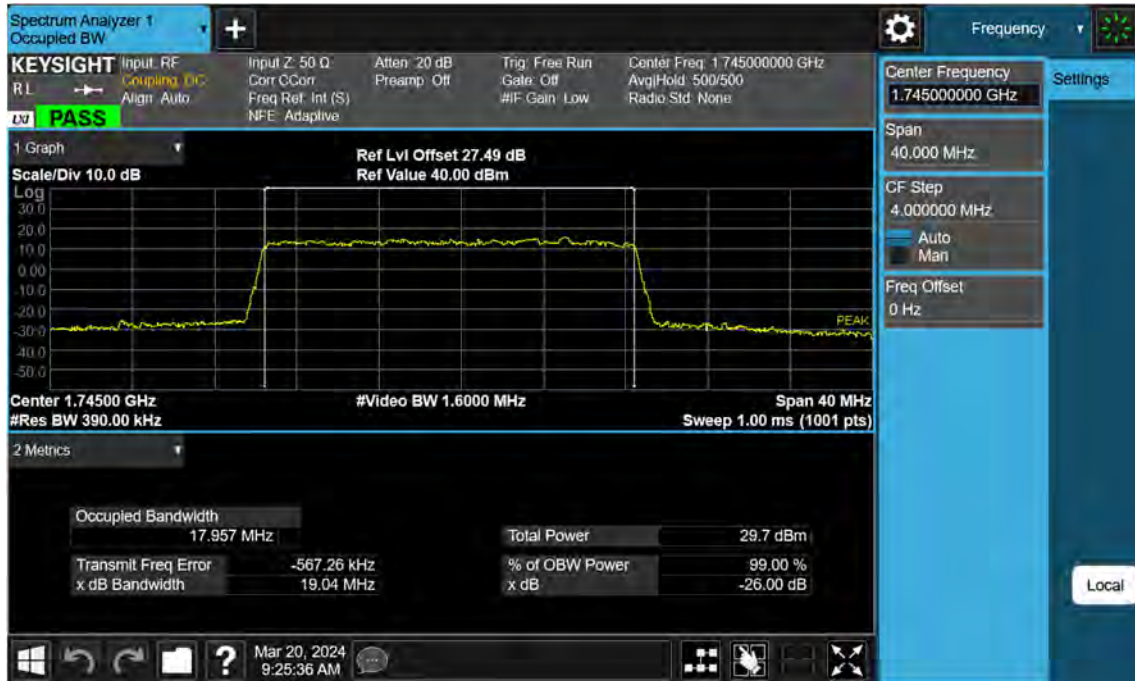 Spectrum Analyzer 1
Occupied BW
+
Frequency
KEYSIGHT
RL
LXI PASS
Input: RF
Coupling: DC
Align: Auto
Input Z: 50 Ω
Corr CCorr
Freq Ref: Int (S)
NFE: Adaptive
Atten: 20 dB
Preamp: Off
Trig: Free Run
Gate: Off
#IF Gain: Low
Center Freq: 1.745000000 GHz
Avg|Hold: 500/500
Radio Std: None
Center Frequency
1.745000000 GHz
Settings
Span
40.000 MHz
CF Step
4.000000 MHz
Auto
Man
Freq Offset
0 Hz
1 Graph
Scale/Div 10.0 dB
Ref Lvl Offset 27.49 dB
Ref Value 40.00 dBm
Log
30.0
20.0
10.0
0.00
-10.0
-20.0
-30.0
-40.0
-50.0
PEAK
Center 1.74500 GHz
#Video BW 1.6000 MHz
Span 40 MHz
#Res BW 390.00 kHz
Sweep 1.00 ms (1001 pts)
2 Metrics
Occupied Bandwidth
17.957 MHz
Total Power 29.7 dBm
Transmit Freq Error -567.26 kHz
% of OBW Power 99.00 %
x dB Bandwidth 19.04 MHz
x dB -26.00 dB
Local
?
Mar 20, 2024
9:25:36 AM